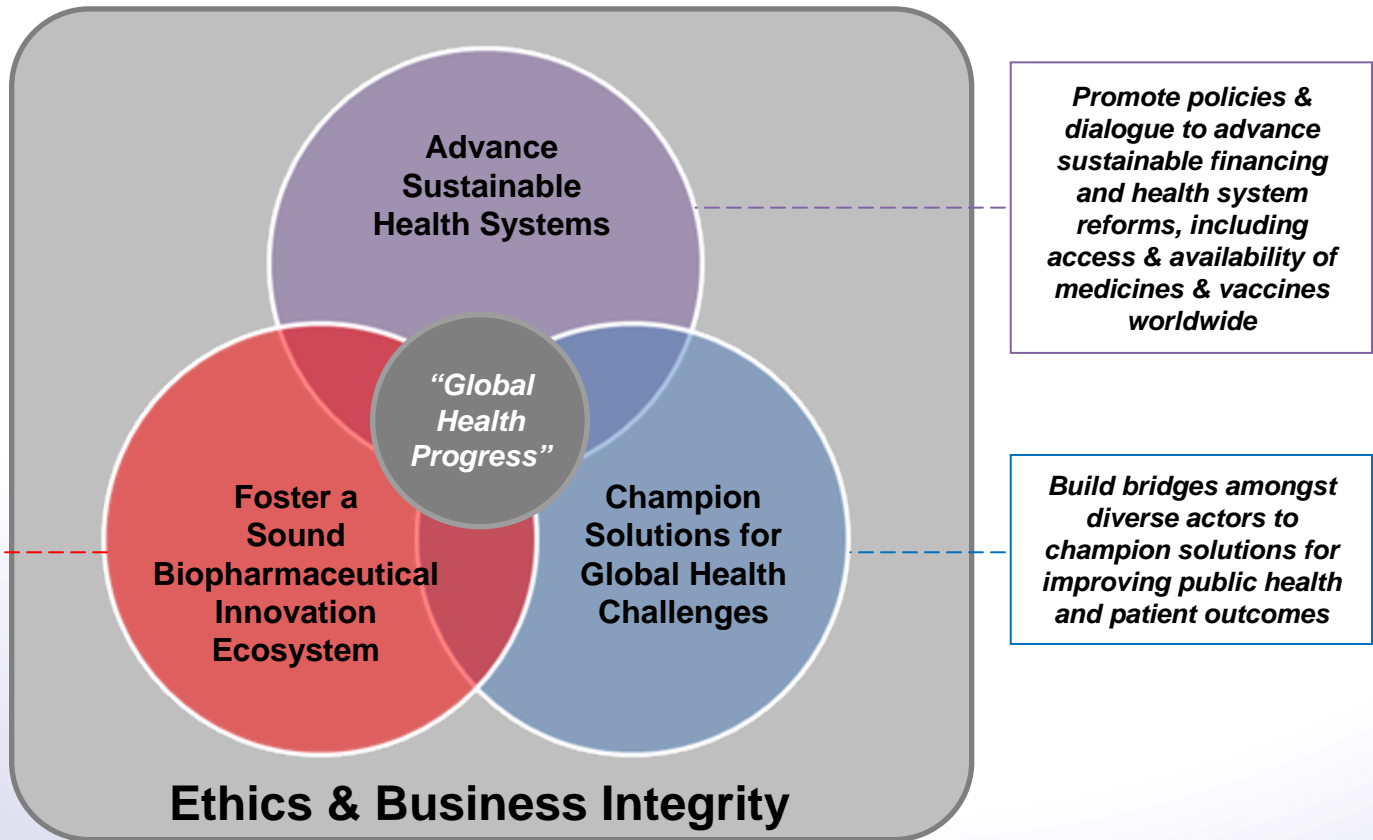 Advance
Sustainable
Health Systems
“Global
Health
Progress”
Foster a
Sound
Biopharmaceutical
Innovation
Ecosystem
Champion
Solutions for
Global Health
Challenges
Ethics & Business Integrity
Promote policies &
dialogue to advance
sustainable financing
and health system
reforms, including
access & availability of
medicines & vaccines
worldwide
Build bridges amongst
diverse actors to
champion solutions for
improving public health
and patient outcomes